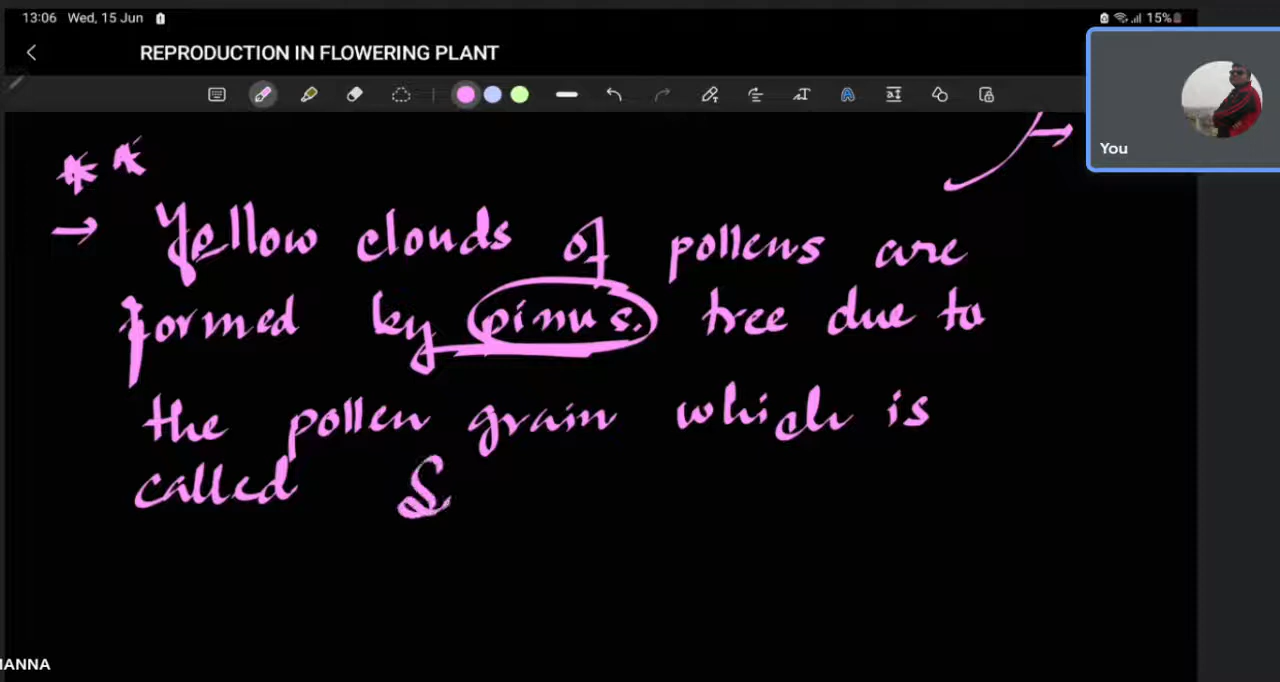 13:06 Wed, 15 Jun
15%
REPRODUCTION IN FLOWERING PLANT
You
** 
→ Yellow clouds of pollens are
formed by pinus. tree due to
the pollen grain which is
called S
MANNA